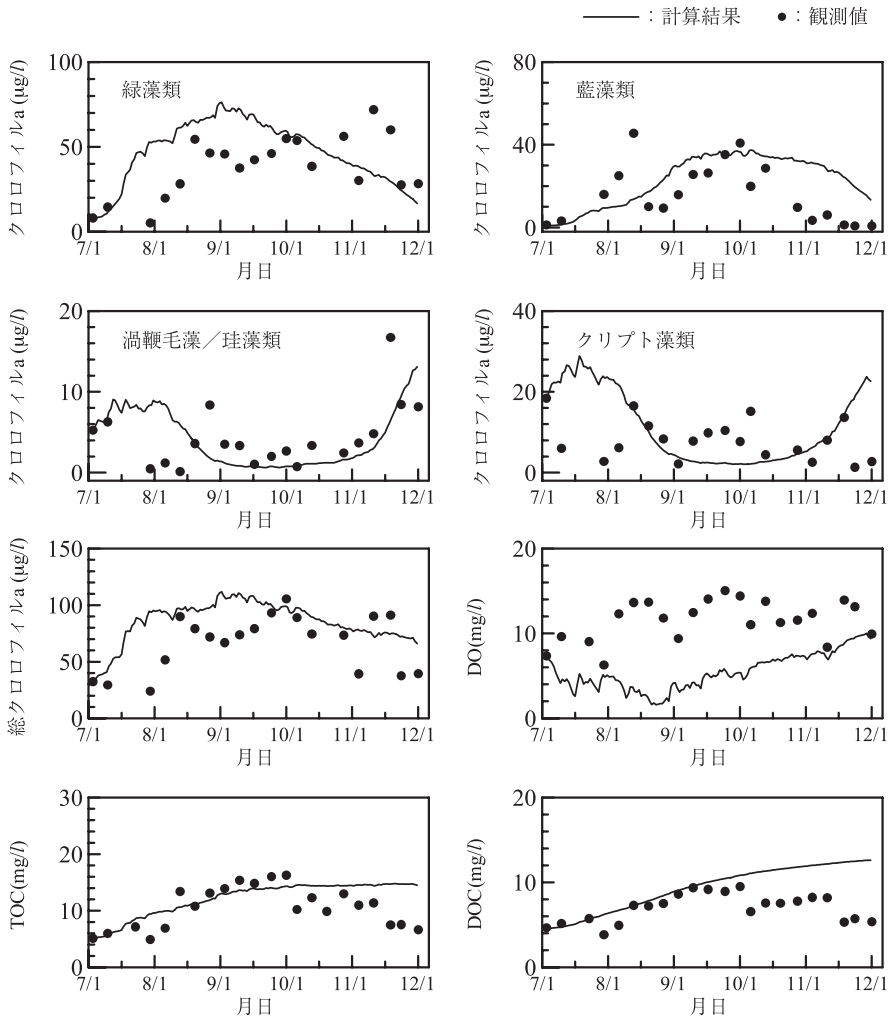 ― : 計算結果 ● : 観測値
緑藻類
クロロフィルa (μg/l)
100
50
0
7/1 8/1 9/1 10/1 11/1 12/1
月日
藍藻類
クロロフィルa (μg/l)
80
40
0
7/1 8/1 9/1 10/1 11/1 12/1
月日
渦鞭毛藻／珪藻類
クロロフィルa (μg/l)
20
10
0
7/1 8/1 9/1 10/1 11/1 12/1
月日
クリプト藻類
クロロフィルa (μg/l)
40
20
0
7/1 8/1 9/1 10/1 11/1 12/1
月日
総クロロフィルa (μg/l)
150
100
50
0
7/1 8/1 9/1 10/1 11/1 12/1
月日
DO(mg/l)
20
10
0
7/1 8/1 9/1 10/1 11/1 12/1
月日
TOC(mg/l)
30
20
10
0
7/1 8/1 9/1 10/1 11/1 12/1
月日
DOC(mg/l)
20
10
0
7/1 8/1 9/1 10/1 11/1 12/1
月日